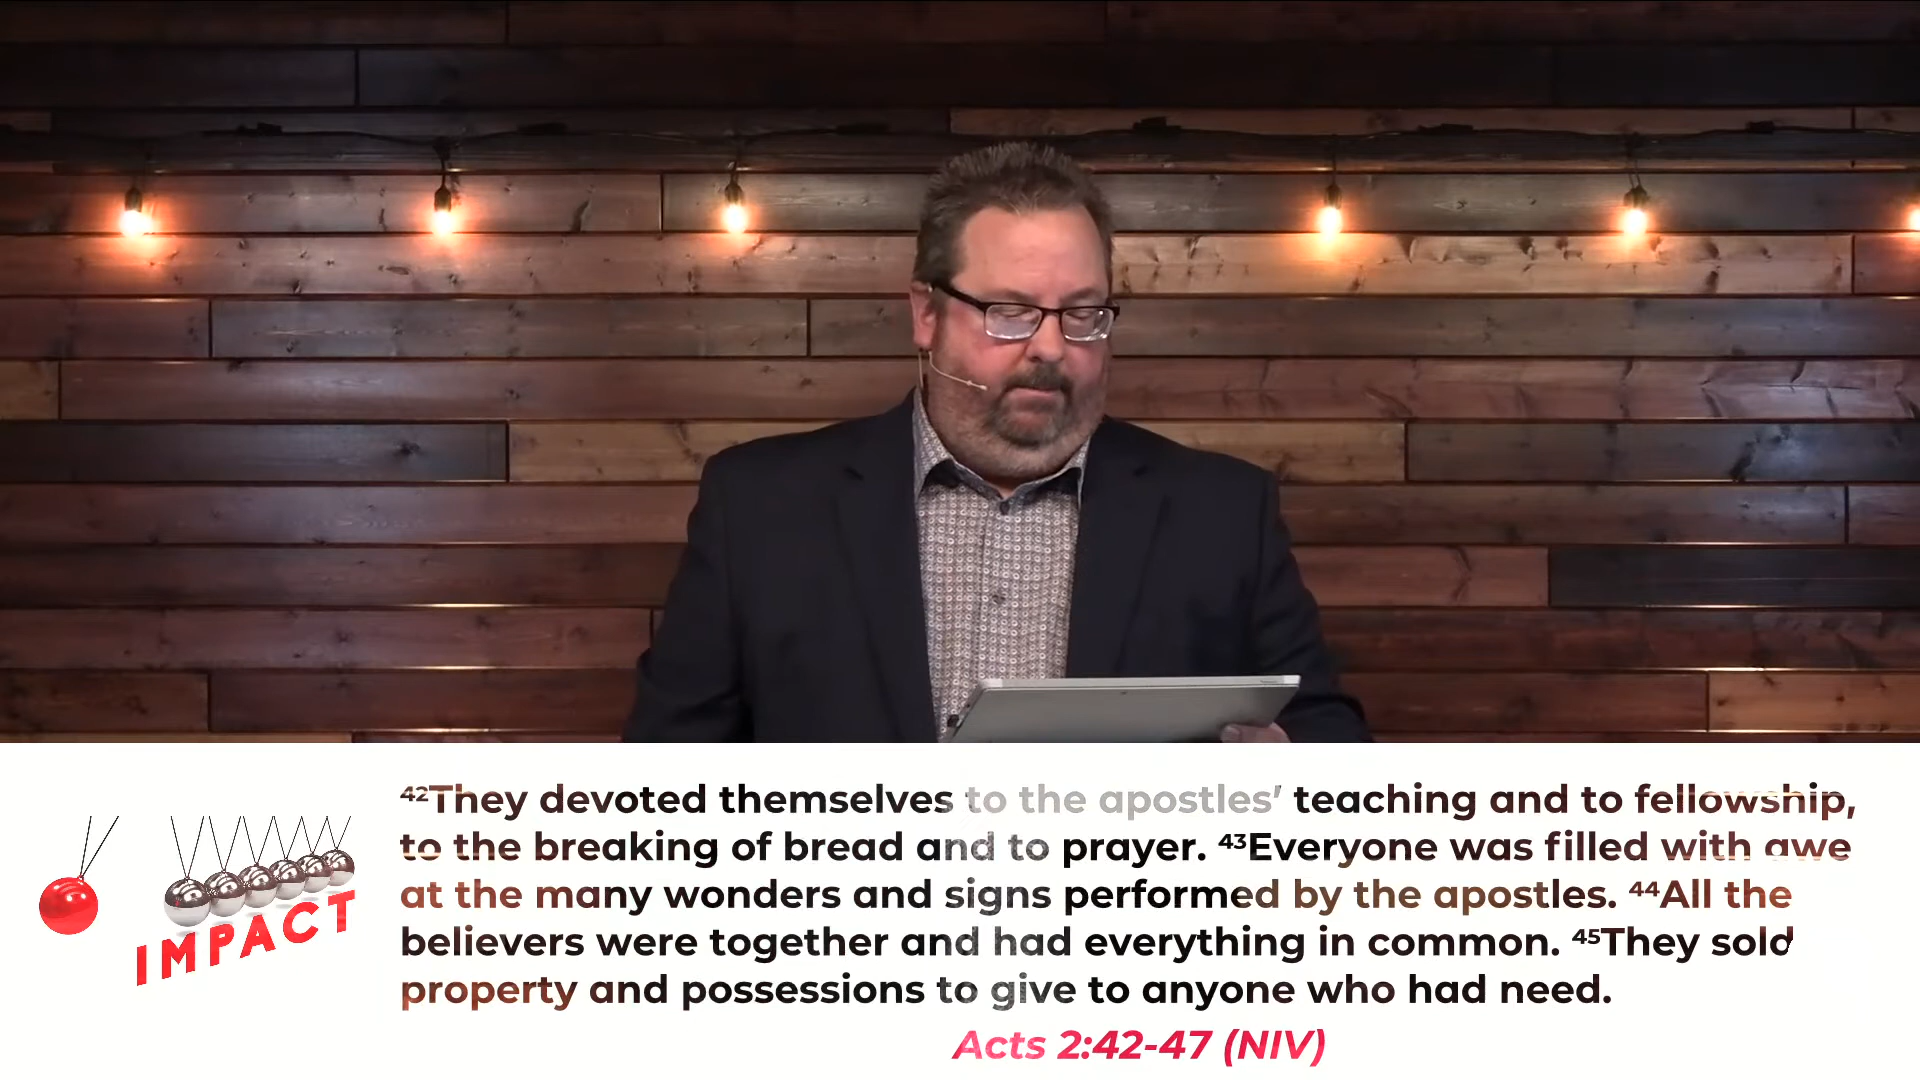 ⁴²They devoted themselves to the apostles’ teaching and to fellowship,
to the breaking of bread and to prayer. ⁴³Everyone was filled with awe
at the many wonders and signs performed by the apostles. ⁴⁴All the
believers were together and had everything in common. ⁴⁵They sold
property and possessions to give to anyone who had need.
Acts 2:42-47 (NIV)
IMPACT